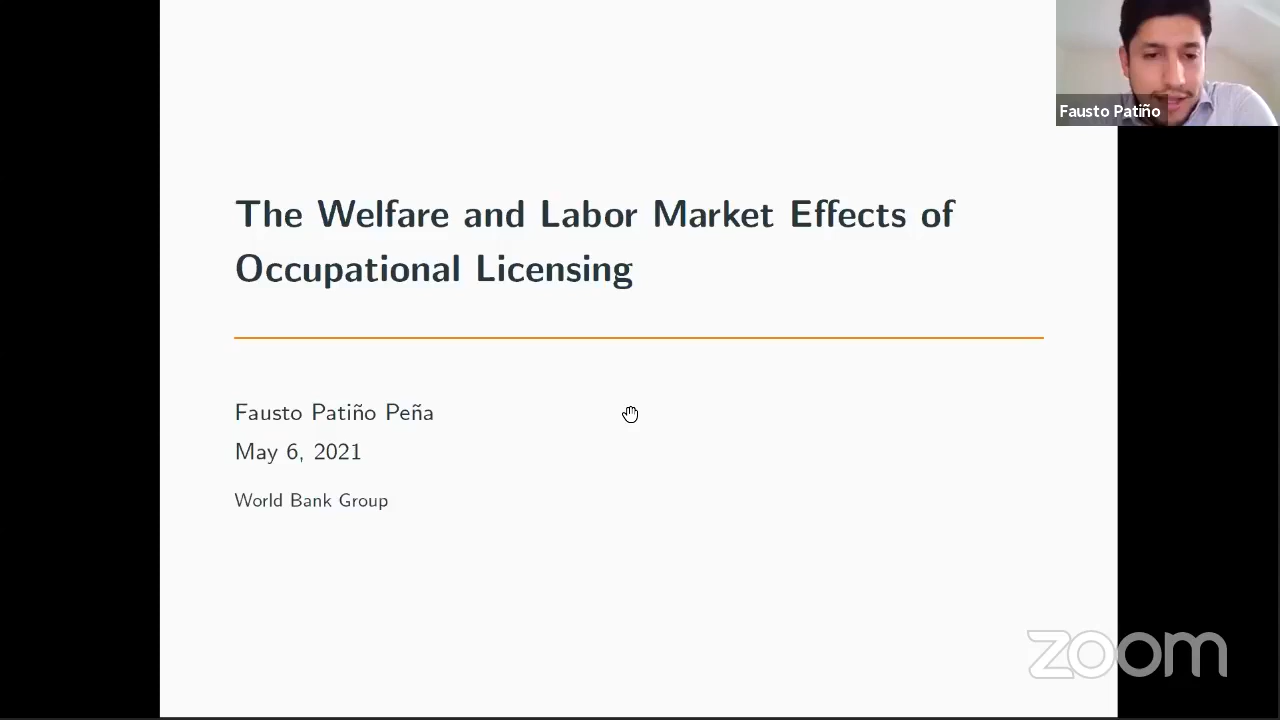 Fausto Patiño
The Welfare and Labor Market Effects of
Occupational Licensing
Fausto Patiño Peña
May 6, 2021
World Bank Group
zoom